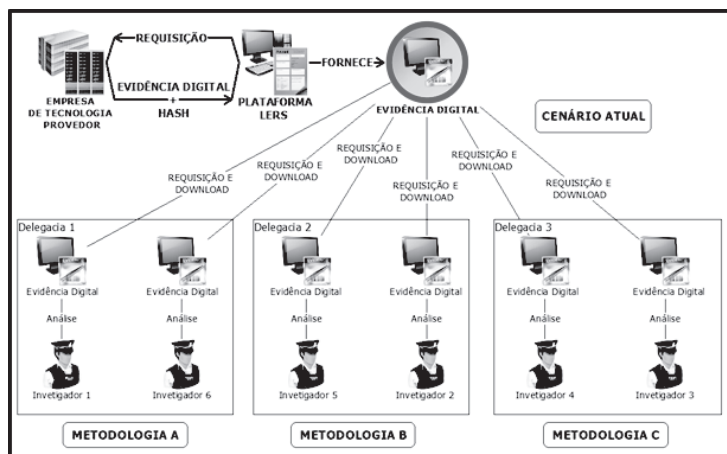 REQUISIÇÃO
EVIDÊNCIA DIGITAL
+
HASH
EMPRESA
DE TECNOLOGIA
PROVEDOR
PLATAFORMA
LERS
FORNECE
EVIDÊNCIA DIGITAL
CENÁRIO ATUAL
REQUISIÇÃO E
DOWNLOAD
REQUISIÇÃO E
DOWNLOAD
REQUISIÇÃO E
DOWNLOAD
REQUISIÇÃO E
DOWNLOAD
REQUISIÇÃO E
DOWNLOAD
REQUISIÇÃO E
DOWNLOAD
Delegacia 1
Evidência Digital
Evidência Digital
Análise
Análise
Invetigador 1
Invetigador 6
METODOLOGIA A
Delegacia 2
Evidência Digital
Evidência Digital
Análise
Análise
Invetigador 5
Invetigador 2
METODOLOGIA B
Delegacia 3
Evidência Digital
Evidência Digital
Análise
Análise
Invetigador 4
Invetigador 3
METODOLOGIA C